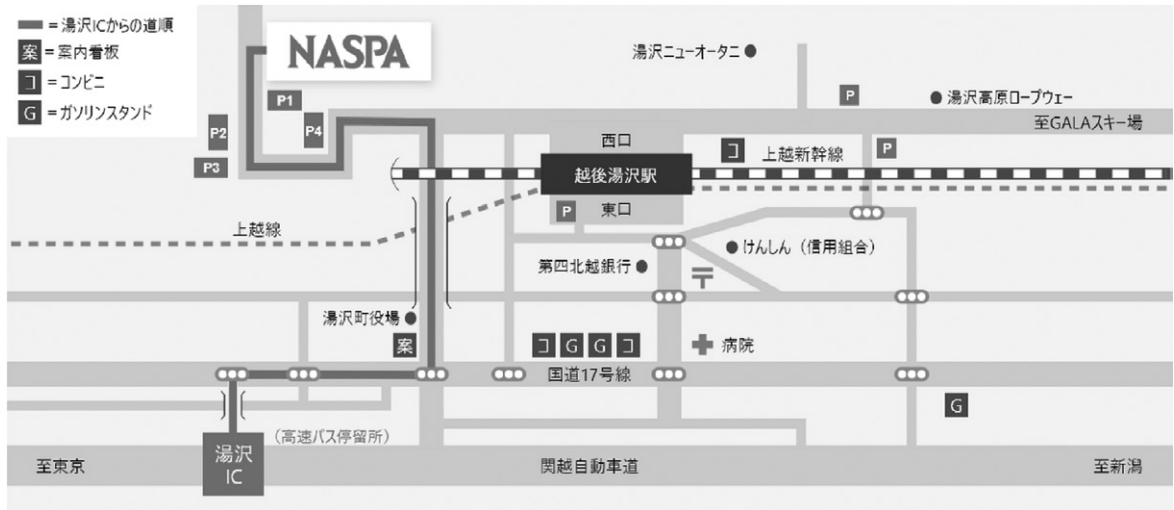 = 湯沢ICからの道順
案 = 案内看板
コ = コンビニ
G = ガソリンスタンド
NASPA
P1
P2
P3
P4
湯沢ニューオータニ
P
湯沢高原ロープウェー
至GALAスキー場
西口
越後湯沢駅
東口
コ
上越新幹線
P
P
上越線
けんしん（信用組合）
第四北越銀行
〒
湯沢町役場
案
コ G G コ
病院
国道17号線
G
（高速バス停留所）
至東京
湯沢
IC
関越自動車道
至新潟